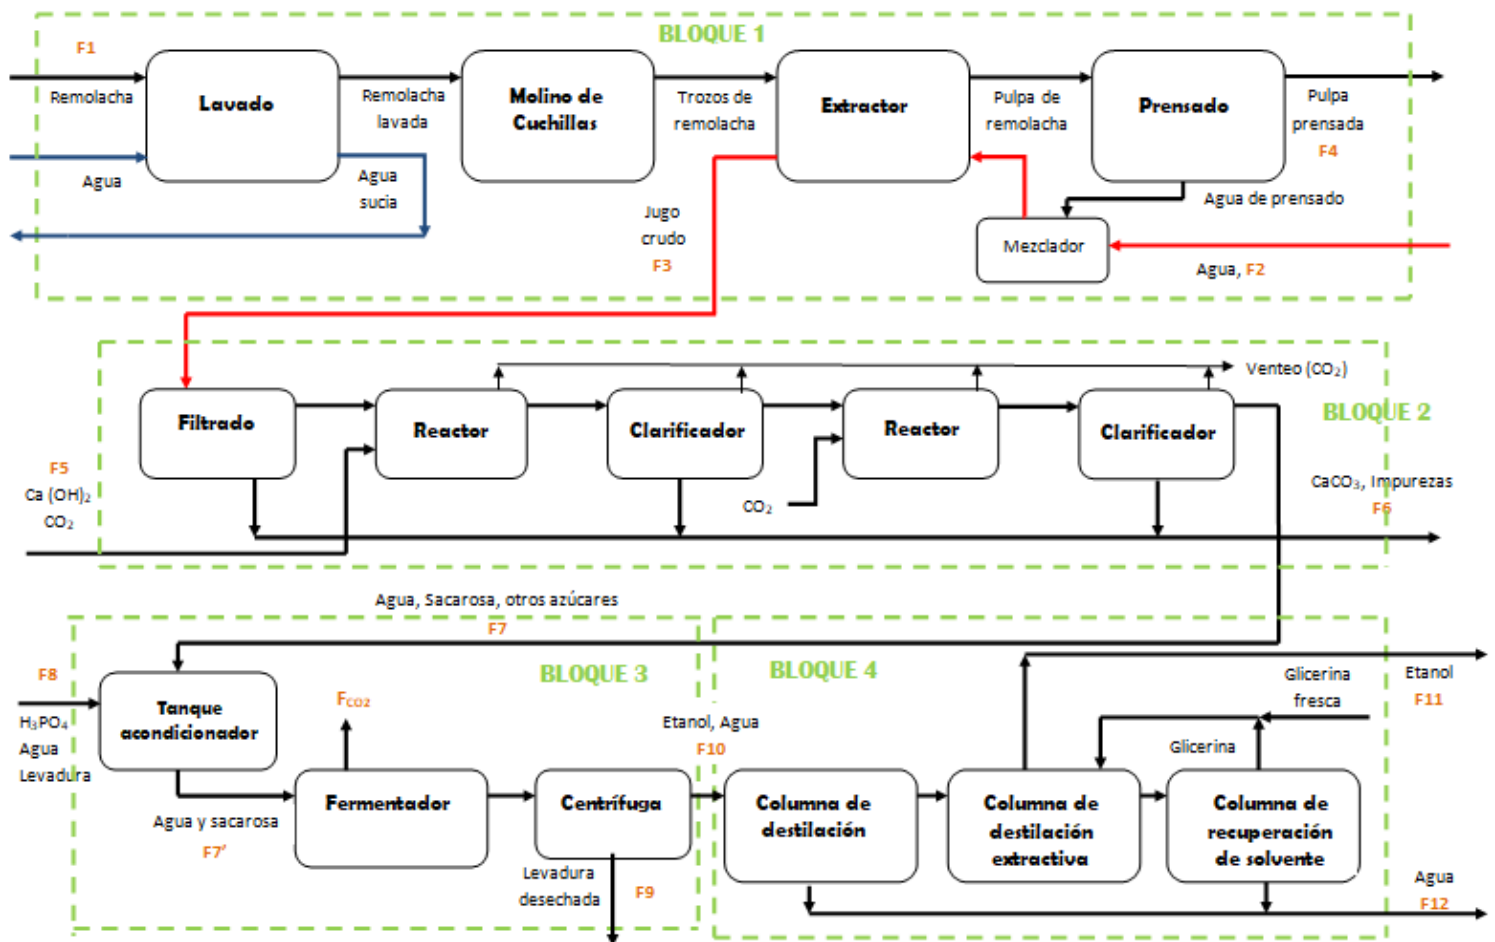 BLOQUE 1
F1
Remolacha
Agua
Lavado
Remolacha
lavada
Agua
sucia
Molino de
Cuchillas
Trozos de
remolacha
Jugo
crudo
F3
Extractor
Pulpa de
remolacha
Prensado
Pulpa
prensada
F4
Agua de prensado
Mezclador
Agua, F2
Venteo (CO₂)
BLOQUE 2
Filtrado
Reactor
Clarificador
Reactor
Clarificador
F5
Ca (OH)₂
CO₂
CO₂
CaCO₃, Impurezas
F6
Agua, Sacarosa, otros azúcares
F7
BLOQUE 3
F8
H₃PO₄
Agua
Levadura
Tanque
acondicionador
Agua y sacarosa
F7'
FCO2
Fermentador
Centrífuga
Levadura
desechada
F9
Etanol, Agua
F10
BLOQUE 4
Etanol
F11
Glicerina
fresca
Glicerina
Columna de
destilación
Columna de
destilación
extractiva
Columna de
recuperación
de solvente
Agua
F12